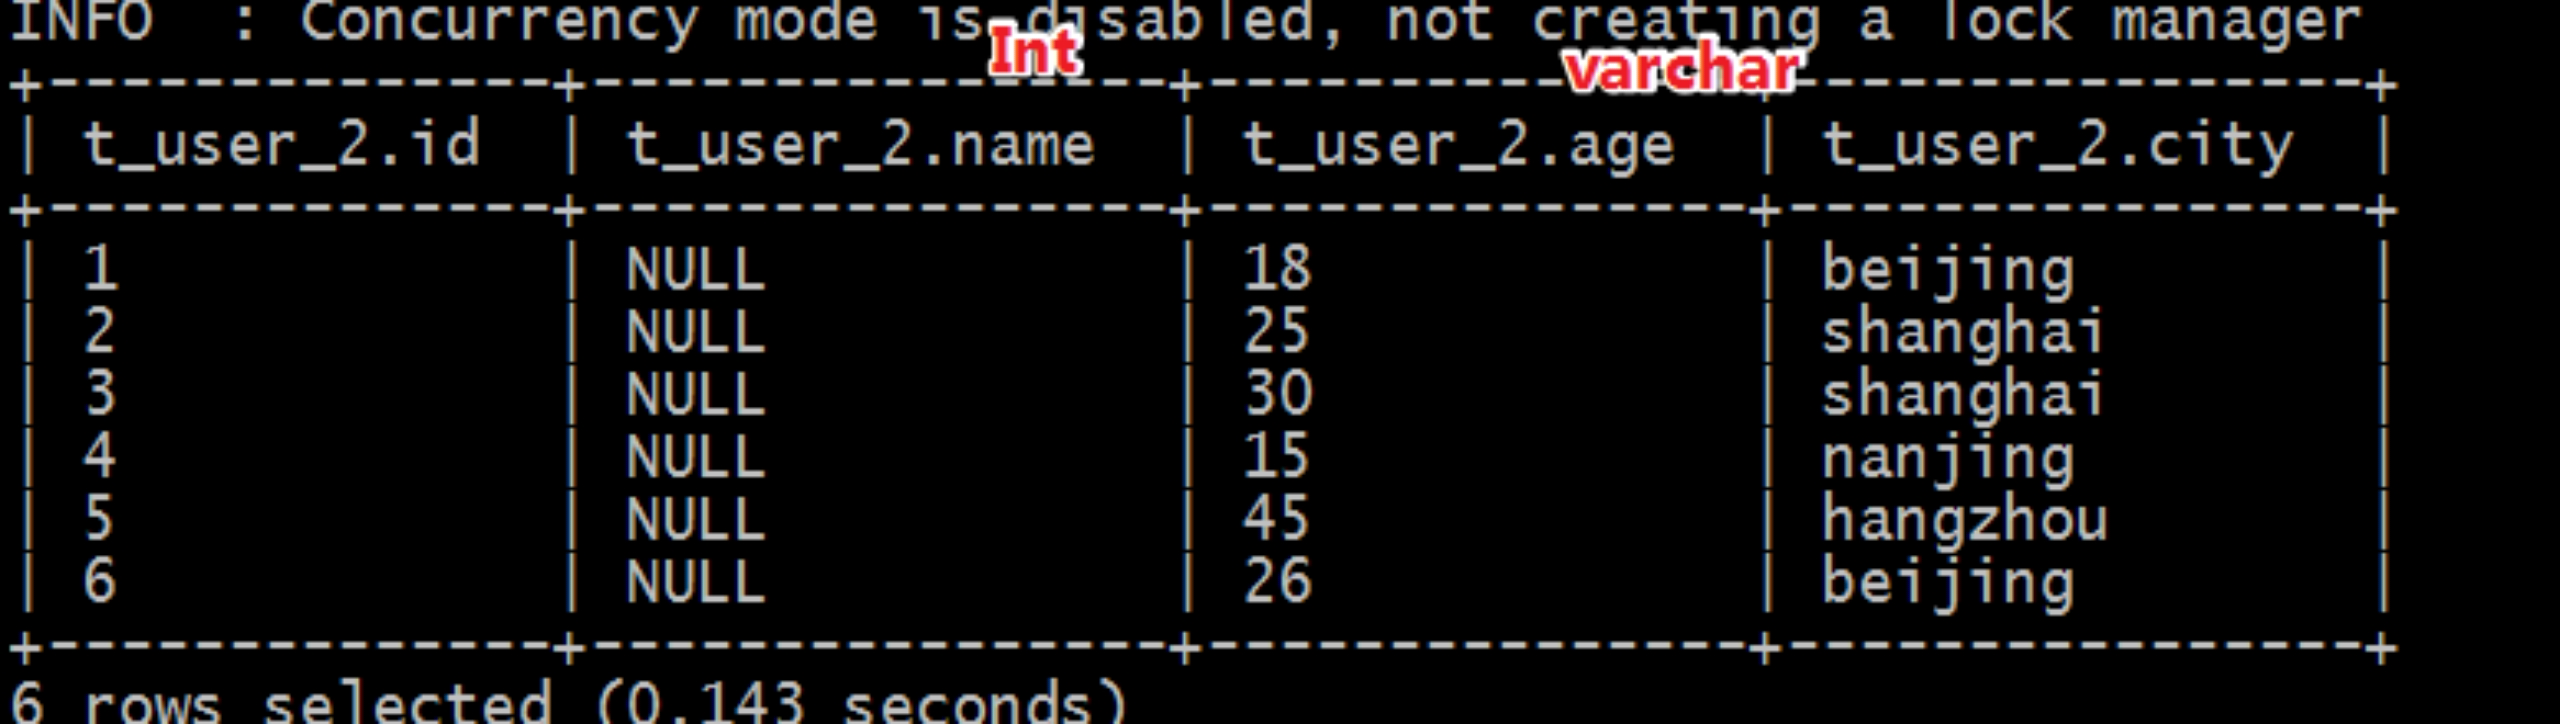 INFO  : Concurrency mode is disabled, not creating a lock manager
Int
varchar
+---------------+-----------------+----------------+-----------------+
| t_user_2.id | t_user_2.name | t_user_2.age | t_user_2.city |
+---------------+-----------------+----------------+-----------------+
| 1 | NULL | 18 | beijing |
| 2 | NULL | 25 | shanghai |
| 3 | NULL | 30 | shanghai |
| 4 | NULL | 15 | nanjing |
| 5 | NULL | 45 | hangzhou |
| 6 | NULL | 26 | beijing |
+---------------+-----------------+----------------+-----------------+
6 rows selected (0.143 seconds)